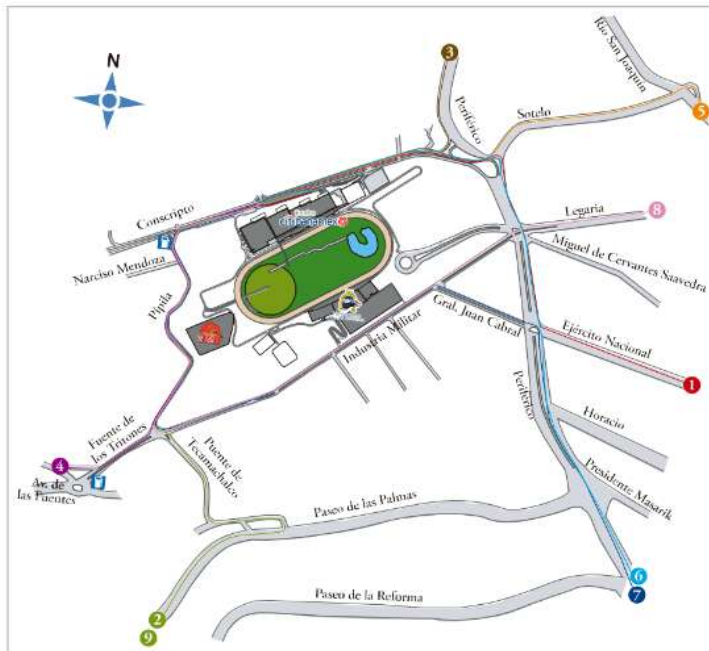 N
3
Periférico
Río San Joaquín
5
Sotelo
Conscripto
Narciso Mendoza
Pípila
Legaria
8
Miguel de Cervantes Saavedra
Gral. Juan Cabral
Ejército Nacional
1
Industria Militar
Periférico
Horacio
Presidente Masarik
Fuente de
los Tritones
4
Av. de
las Fuentes
Puente de
Tecamachalco
Paseo de las Palmas
Paseo de la Reforma
6
7
2
9